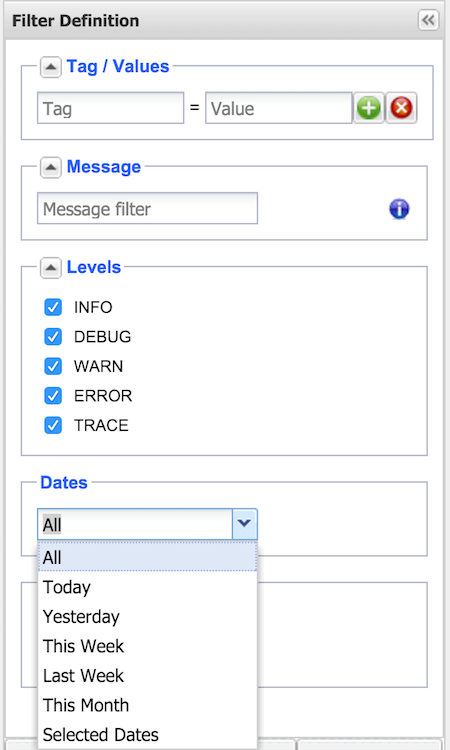 Filter Definition
Tag / Values
Tag = Value
Message
Message filter
Levels
INFO
DEBUG
WARN
ERROR
TRACE
Dates
All
All
Today
Yesterday
This Week
Last Week
This Month
Selected Dates